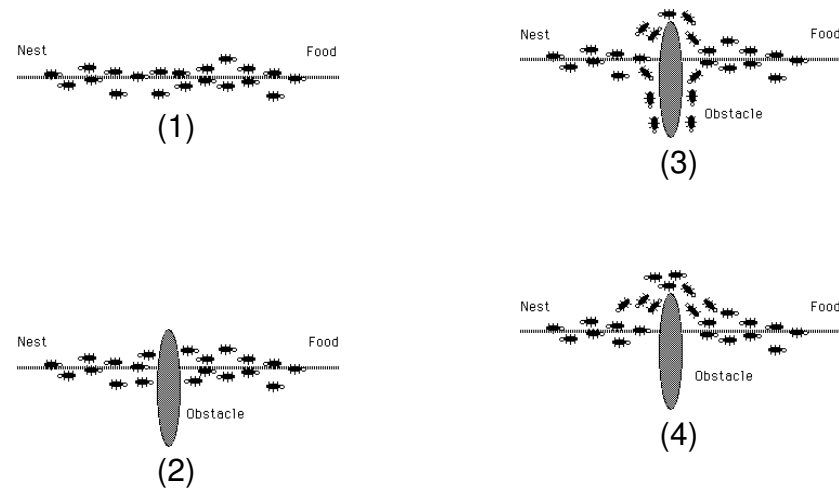 Nest Food
(1)
Nest Food
Obstacle
(2)
Nest Food
Obstacle
(3)
Nest Food
Obstacle
(4)